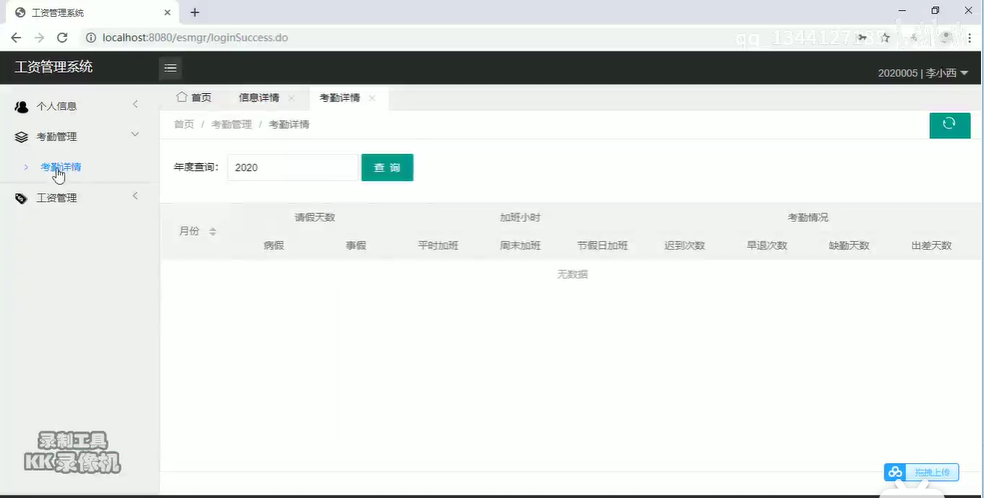 工资管理系统
localhost:8080/esmgr/loginSuccess.do
qq_1344127
工资管理系统
2020005 | 李小西
个人信息
考勤管理
考勤详情
工资管理
首页 信息详情 考勤详情
首页 / 考勤管理 / 考勤详情
年度查询: 2020 查 询
月份 请假天数 加班小时 考勤情况
病假 事假 平时加班 周末加班 节假日加班 迟到次数 早退次数 缺勤天数 出差天数
无数据
录制工具
KK录像机
拖拽上传